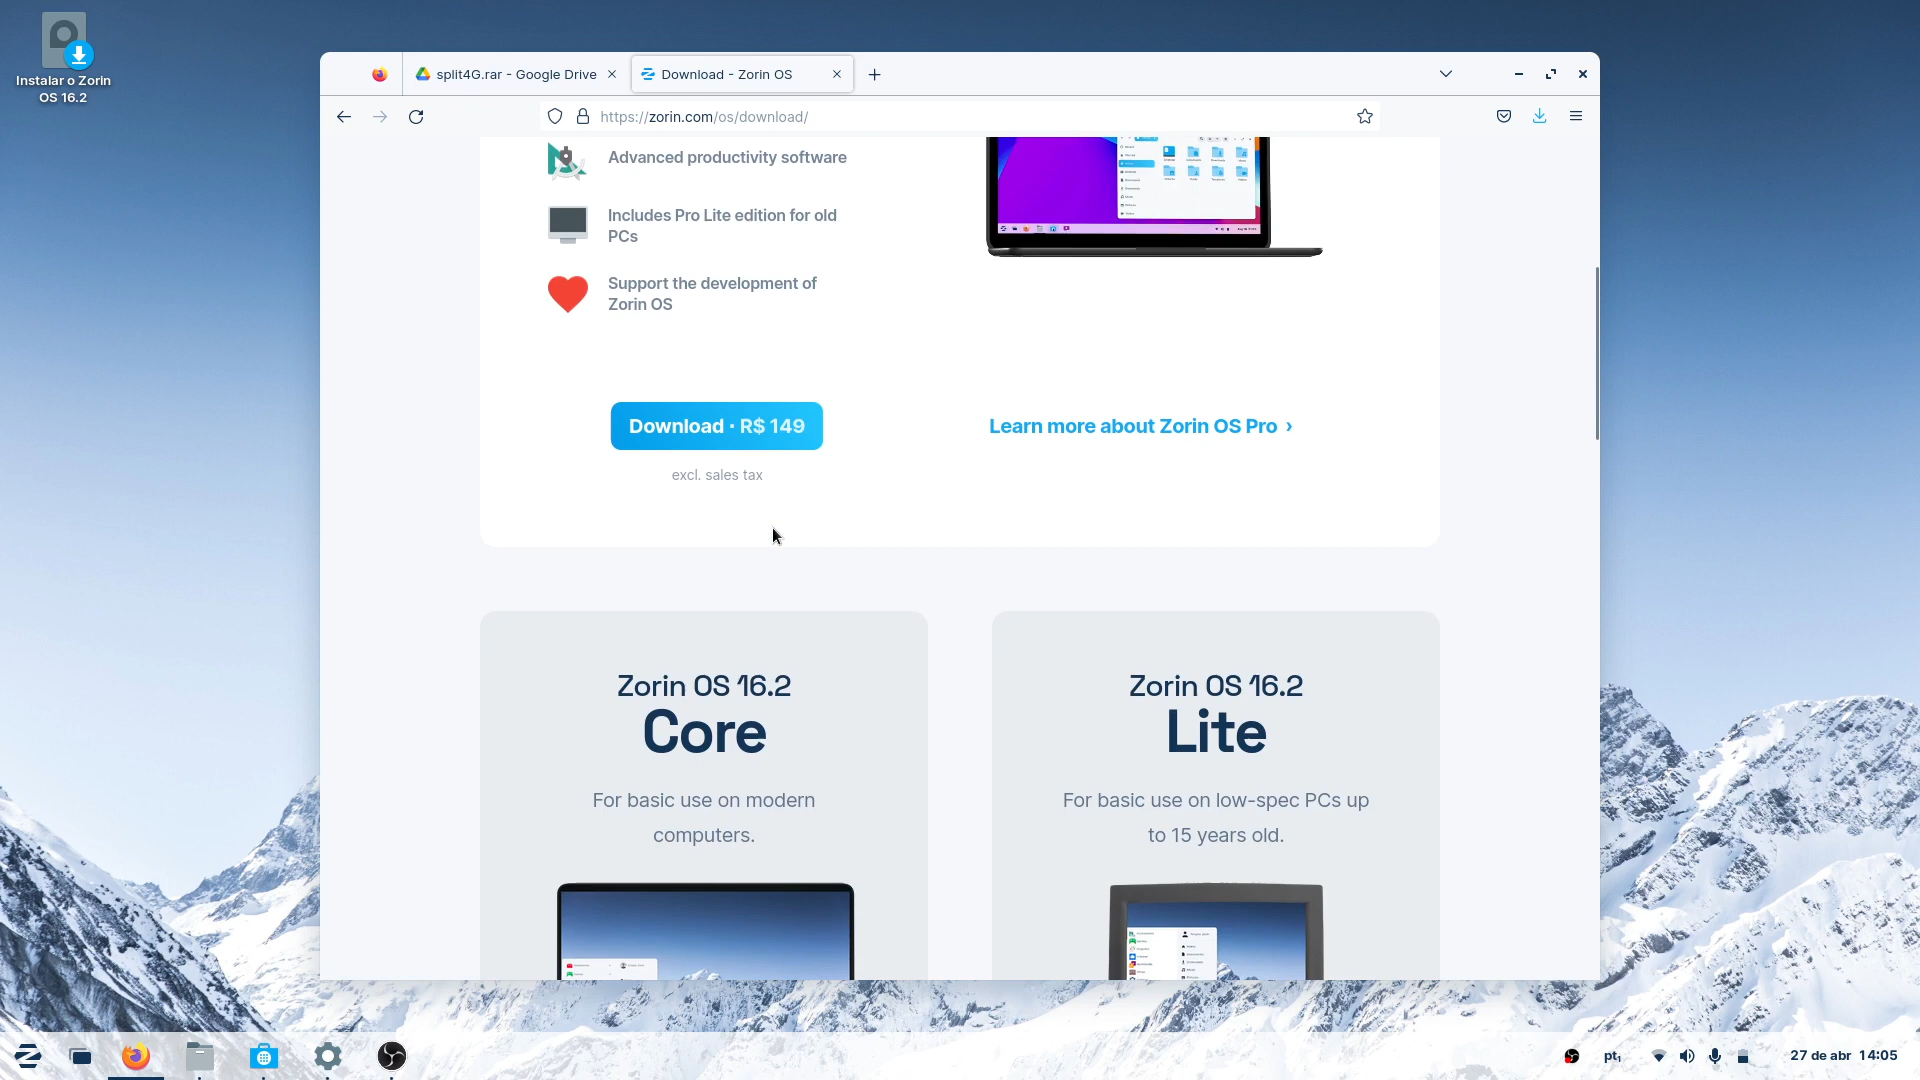 Instalar o Zorin
OS 16.2
split4G.rar - Google Drive
Download - Zorin OS
https://zorin.com/os/download/
Advanced productivity software
Includes Pro Lite edition for old
PCs
Support the development of
Zorin OS
Download · R$ 149
Learn more about Zorin OS Pro ›
excl. sales tax
Zorin OS 16.2
Core
For basic use on modern
computers.
Zorin OS 16.2
Lite
For basic use on low-spec PCs up
to 15 years old.
pt₁
27 de abr 14:05